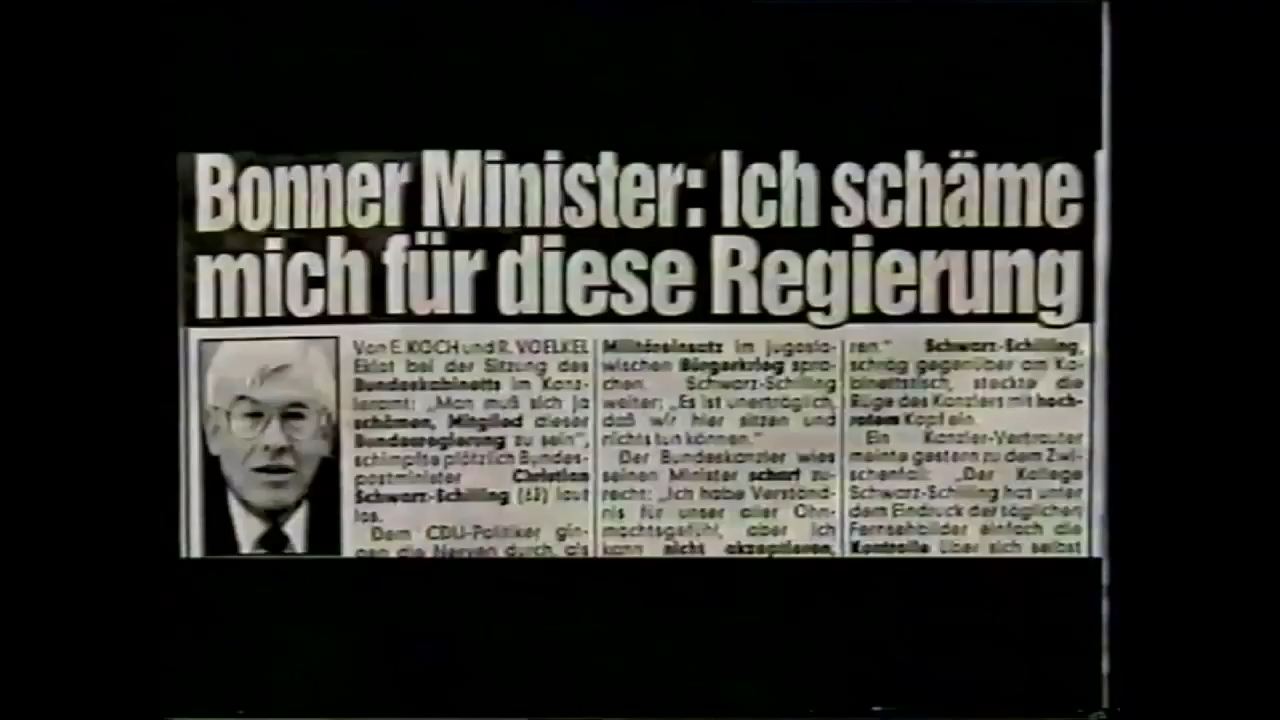 Bonner Minister: Ich schäme
mich für diese Regierung
Von E. KOCH und R. VOELKEL
Eklat bei der Sitzung des
Bundeskabinetts im Kanz-
leramt: „Man muß sich ja
schämen, Mitglied dieser
Bundesregierung zu sein",
schimpfte plötzlich Bundes-
postminister Christian
Schwarz-Schilling (63) laut
los.
Dem CDU-Politiker gin-
gen die Nerven durch, als
Militäreinsatz im jugosla-
wischen Bürgerkrieg spra-
chen. Schwarz-Schilling
weiter: „Es ist unerträglich,
daß wir hier sitzen und
nichts tun können."
Der Bundeskanzler wies
seinen Minister scharf zu-
recht: „Ich habe Verständ-
nis für unser aller Ohn-
machtsgefühl, aber ich
kann nicht akzeptieren,
ren." Schwarz-Schilling,
schräg gegenüber am Ka-
binettstisch, steckte die
Rüge des Kanzlers mit hoch-
rotem Kopf ein.
Ein Kanzler-Vertrauter
meinte gestern zu dem Zwi-
schenfall: „Der Kollege
Schwarz-Schilling hat unter
dem Eindruck der täglichen
Fernsehbilder einfach die
Kontrolle über sich selbst